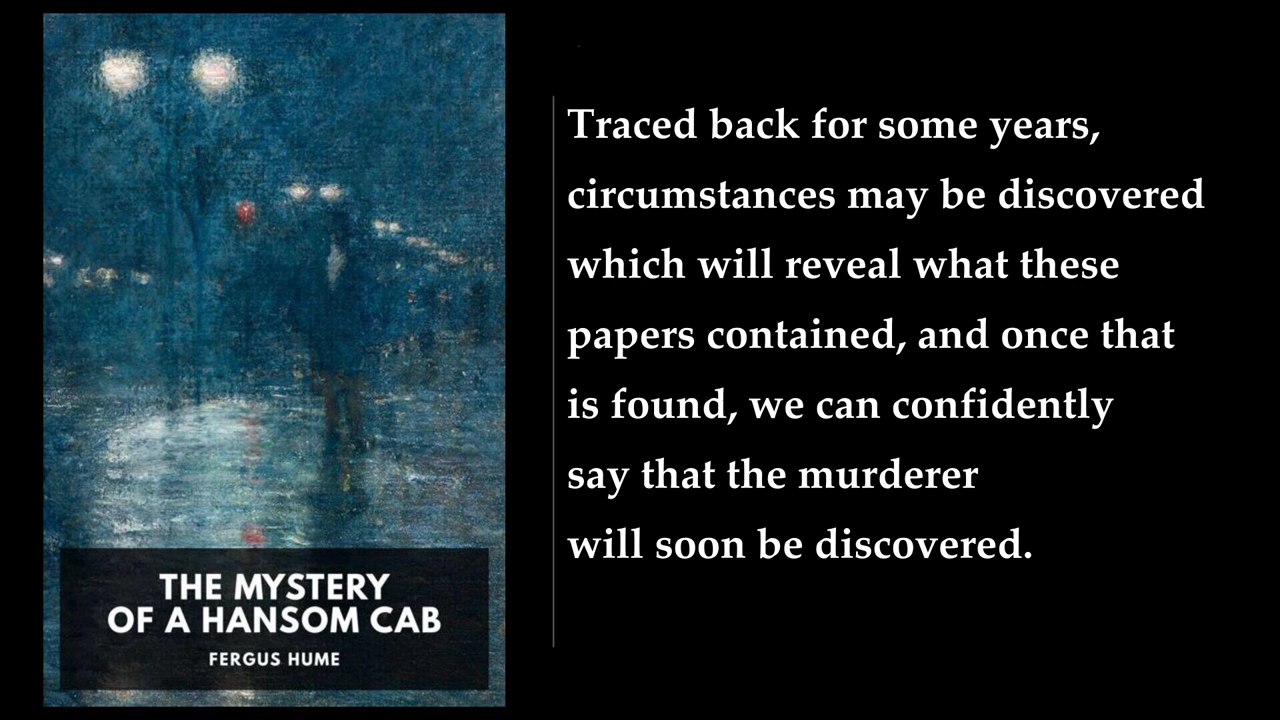 THE MYSTERY
OF A HANSOM CAB
FERGUS HUME
Traced back for some years,
circumstances may be discovered
which will reveal what these
papers contained, and once that
is found, we can confidently
say that the murderer
will soon be discovered.